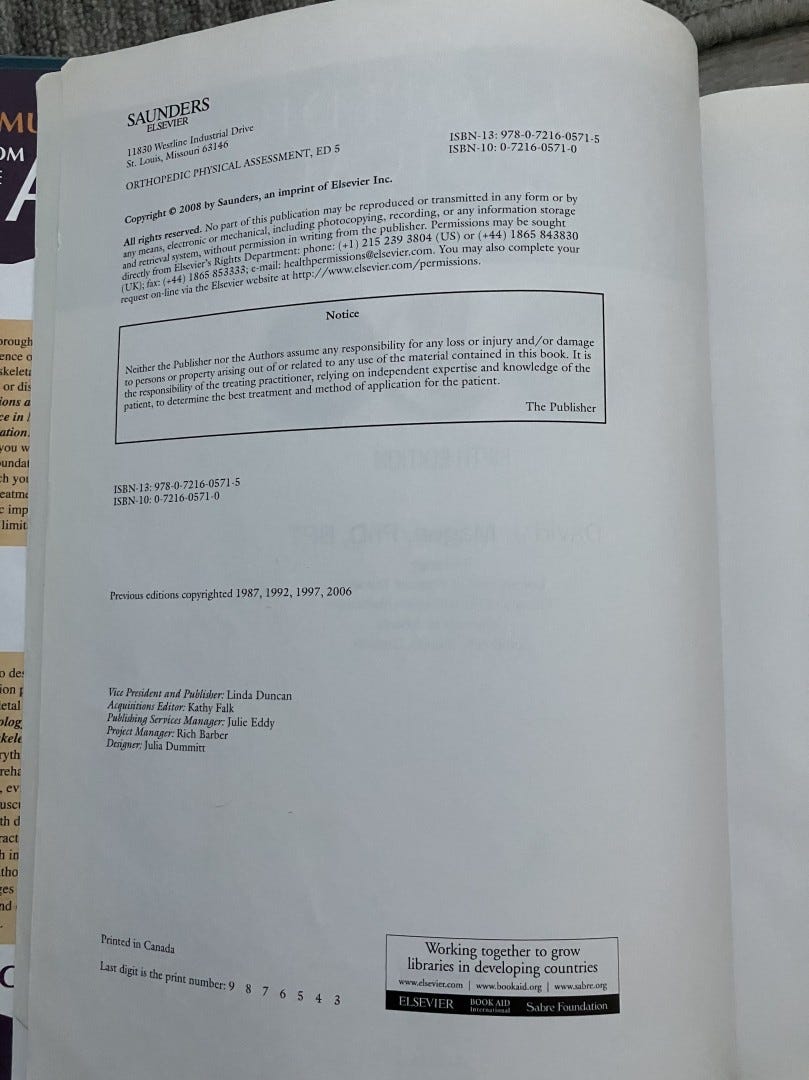 SAUNDERS
ELSEVIER
11830 Westline Industrial Drive
St. Louis, Missouri 63146
ORTHOPEDIC PHYSICAL ASSESSMENT, ED 5
ISBN-13: 978-0-7216-0571-5
ISBN-10: 0-7216-0571-0
Copyright © 2008 by Saunders, an imprint of Elsevier Inc.
All rights reserved. No part of this publication may be reproduced or transmitted in any form or by
any means, electronic or mechanical, including photocopying, recording, or any information storage
and retrieval system, without permission in writing from the publisher. Permissions may be sought
directly from Elsevier's Rights Department: phone: (+1) 215 239 3804 (US) or (+44) 1865 843830
(UK); fax: (+44) 1865 853333; e-mail: healthpermissions@elsevier.com. You may also complete your
request on-line via the Elsevier website at http://www.elsevier.com/permissions.
Notice
Neither the Publisher nor the Authors assume any responsibility for any loss or injury and/or damage
to persons or property arising out of or related to any use of the material contained in this book. It is
the responsibility of the treating practitioner, relying on independent expertise and knowledge of the
patient, to determine the best treatment and method of application for the patient.
The Publisher
ISBN-13: 978-0-7216-0571-5
ISBN-10: 0-7216-0571-0
Previous editions copyrighted 1987, 1992, 1997, 2006
Vice President and Publisher: Linda Duncan
Acquisitions Editor: Kathy Falk
Publishing Services Manager: Julie Eddy
Project Manager: Rich Barber
Designer: Julia Dummitt
Printed in Canada
Last digit is the print number: 9 8 7 6 5 4 3
Working together to grow
libraries in developing countries
www.elsevier.com | www.bookaid.org | www.sabre.org
ELSEVIER BOOK AID International Sabre Foundation